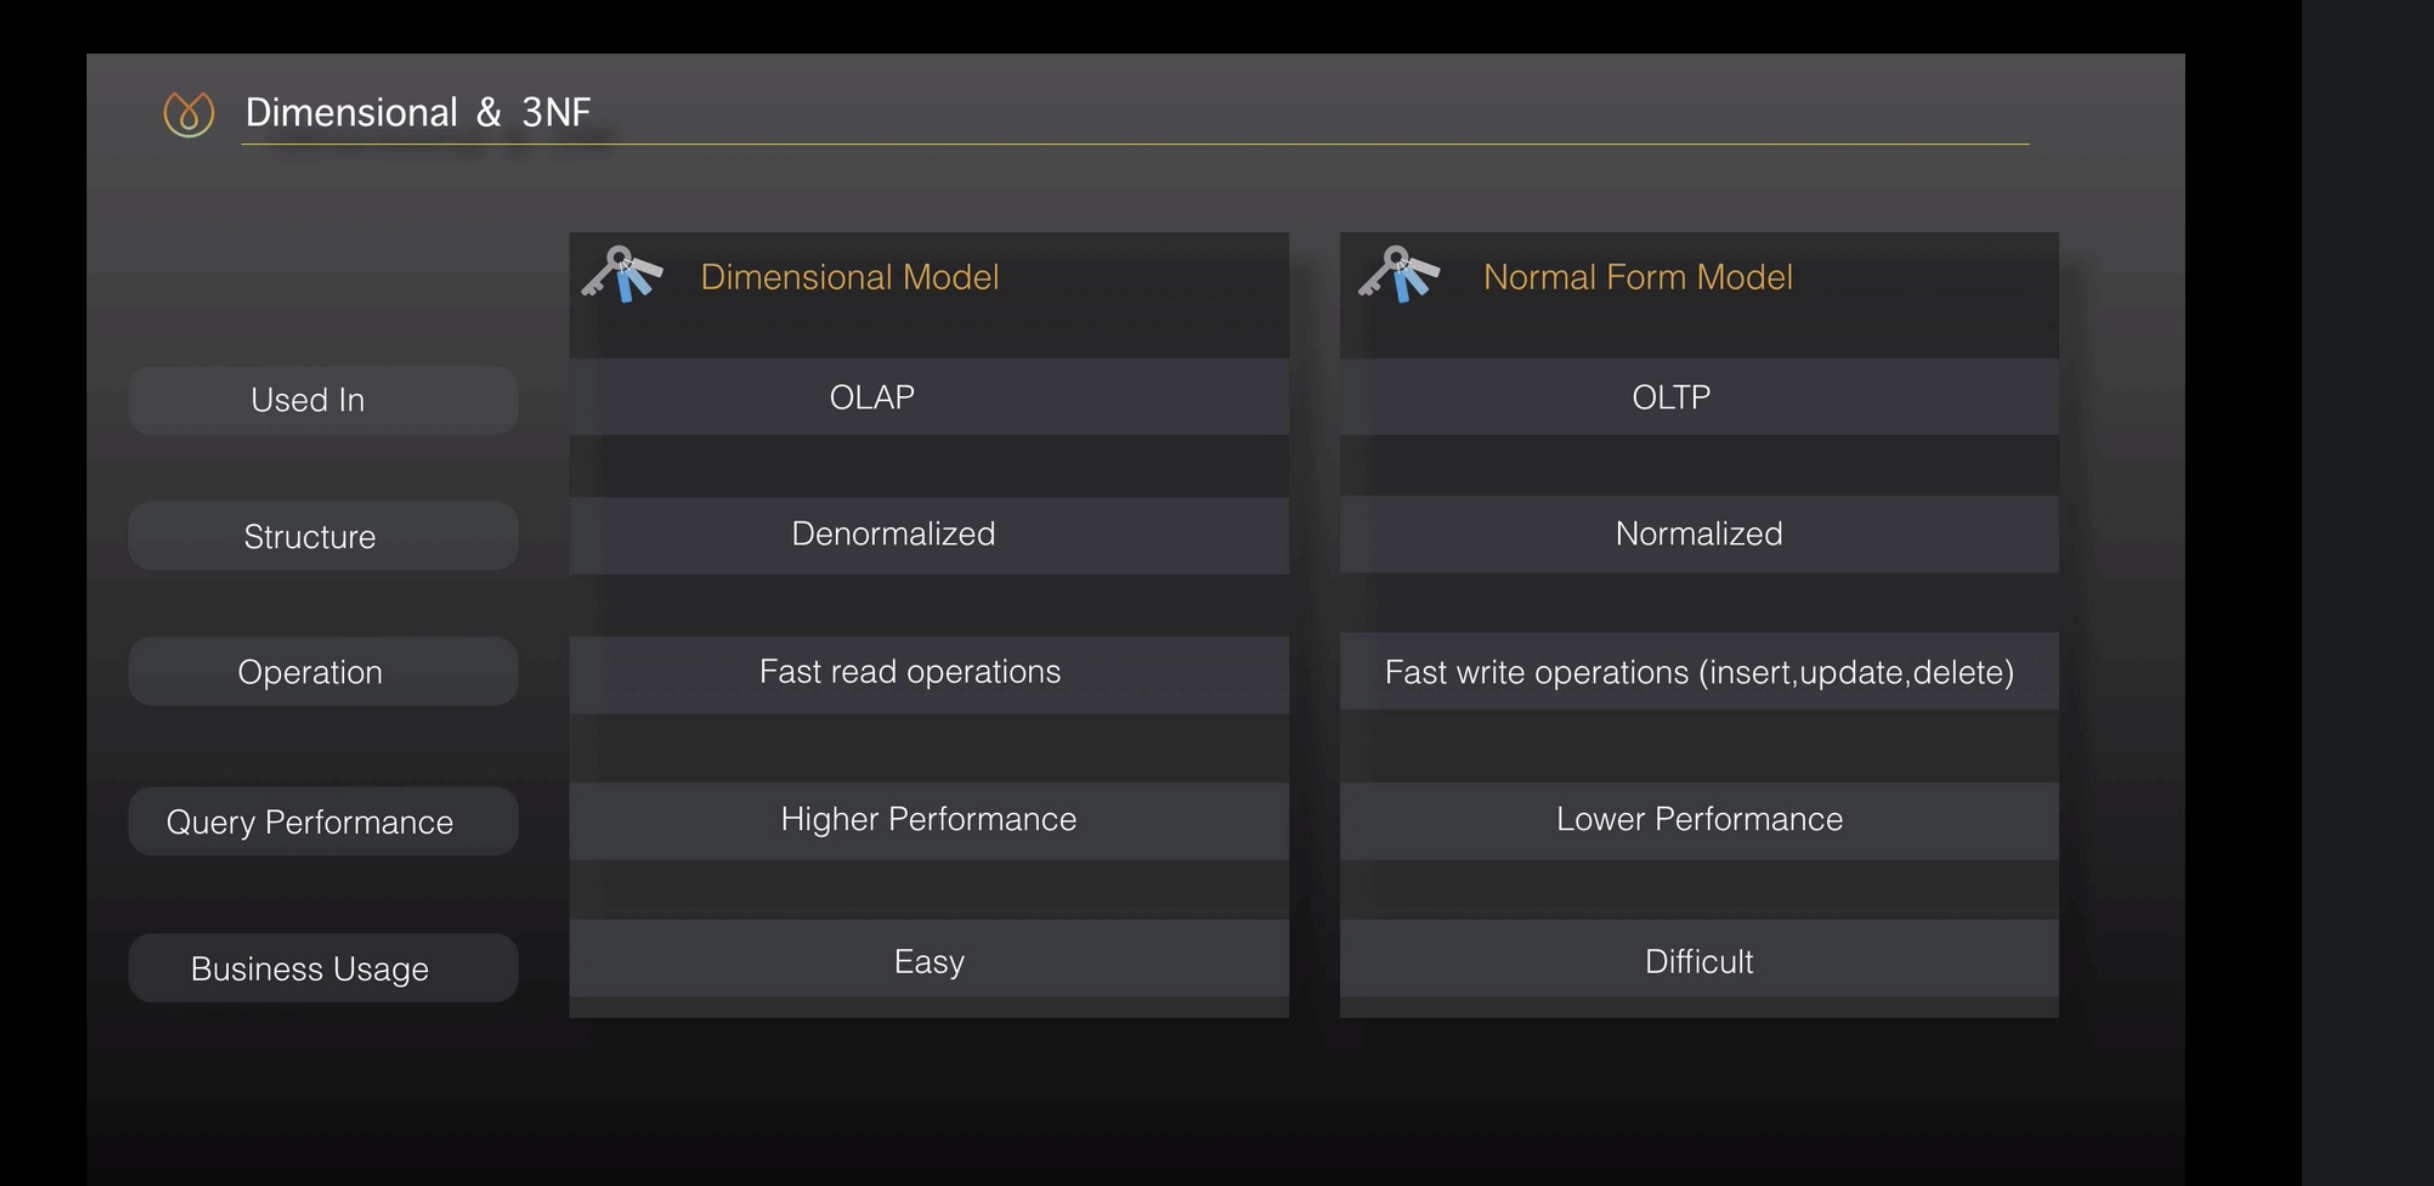 Dimensional & 3NF
Dimensional Model
Normal Form Model
Used In
OLAP
OLTP
Structure
Denormalized
Normalized
Operation
Fast read operations
Fast write operations (insert,update,delete)
Query Performance
Higher Performance
Lower Performance
Business Usage
Easy
Difficult